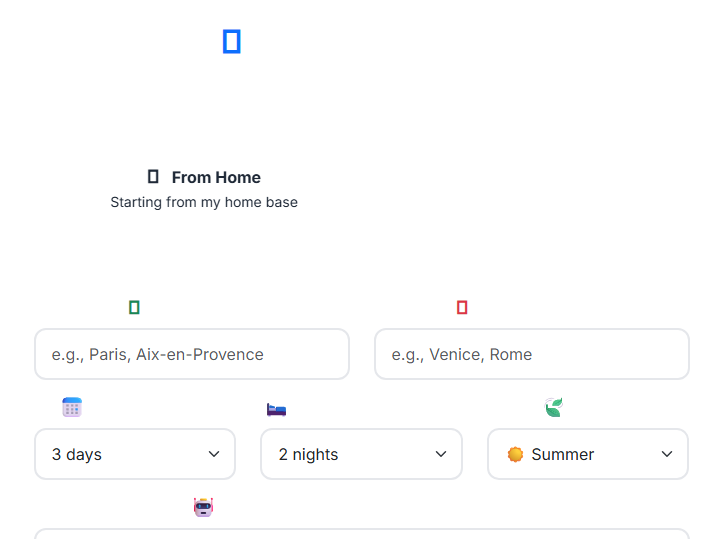 From Home
Starting from my home base
e.g., Paris, Aix-en-Provence
e.g., Venice, Rome
3 days
2 nights
Summer